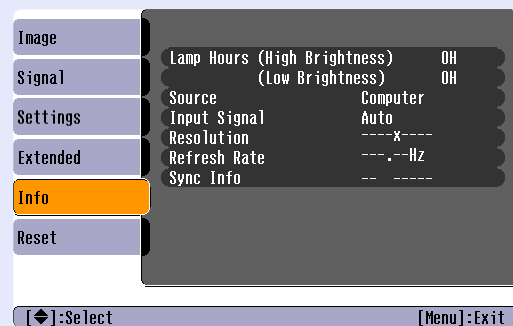 Image
Signal
Settings
Extended
Info
Reset
Lamp Hours (High Brightness) 0H
(Low Brightness) 0H
Source Computer
Input Signal Auto
Resolution ----x----
Refresh Rate ---.--Hz
Sync Info -- -----
[◆]:Select [Menu]:Exit